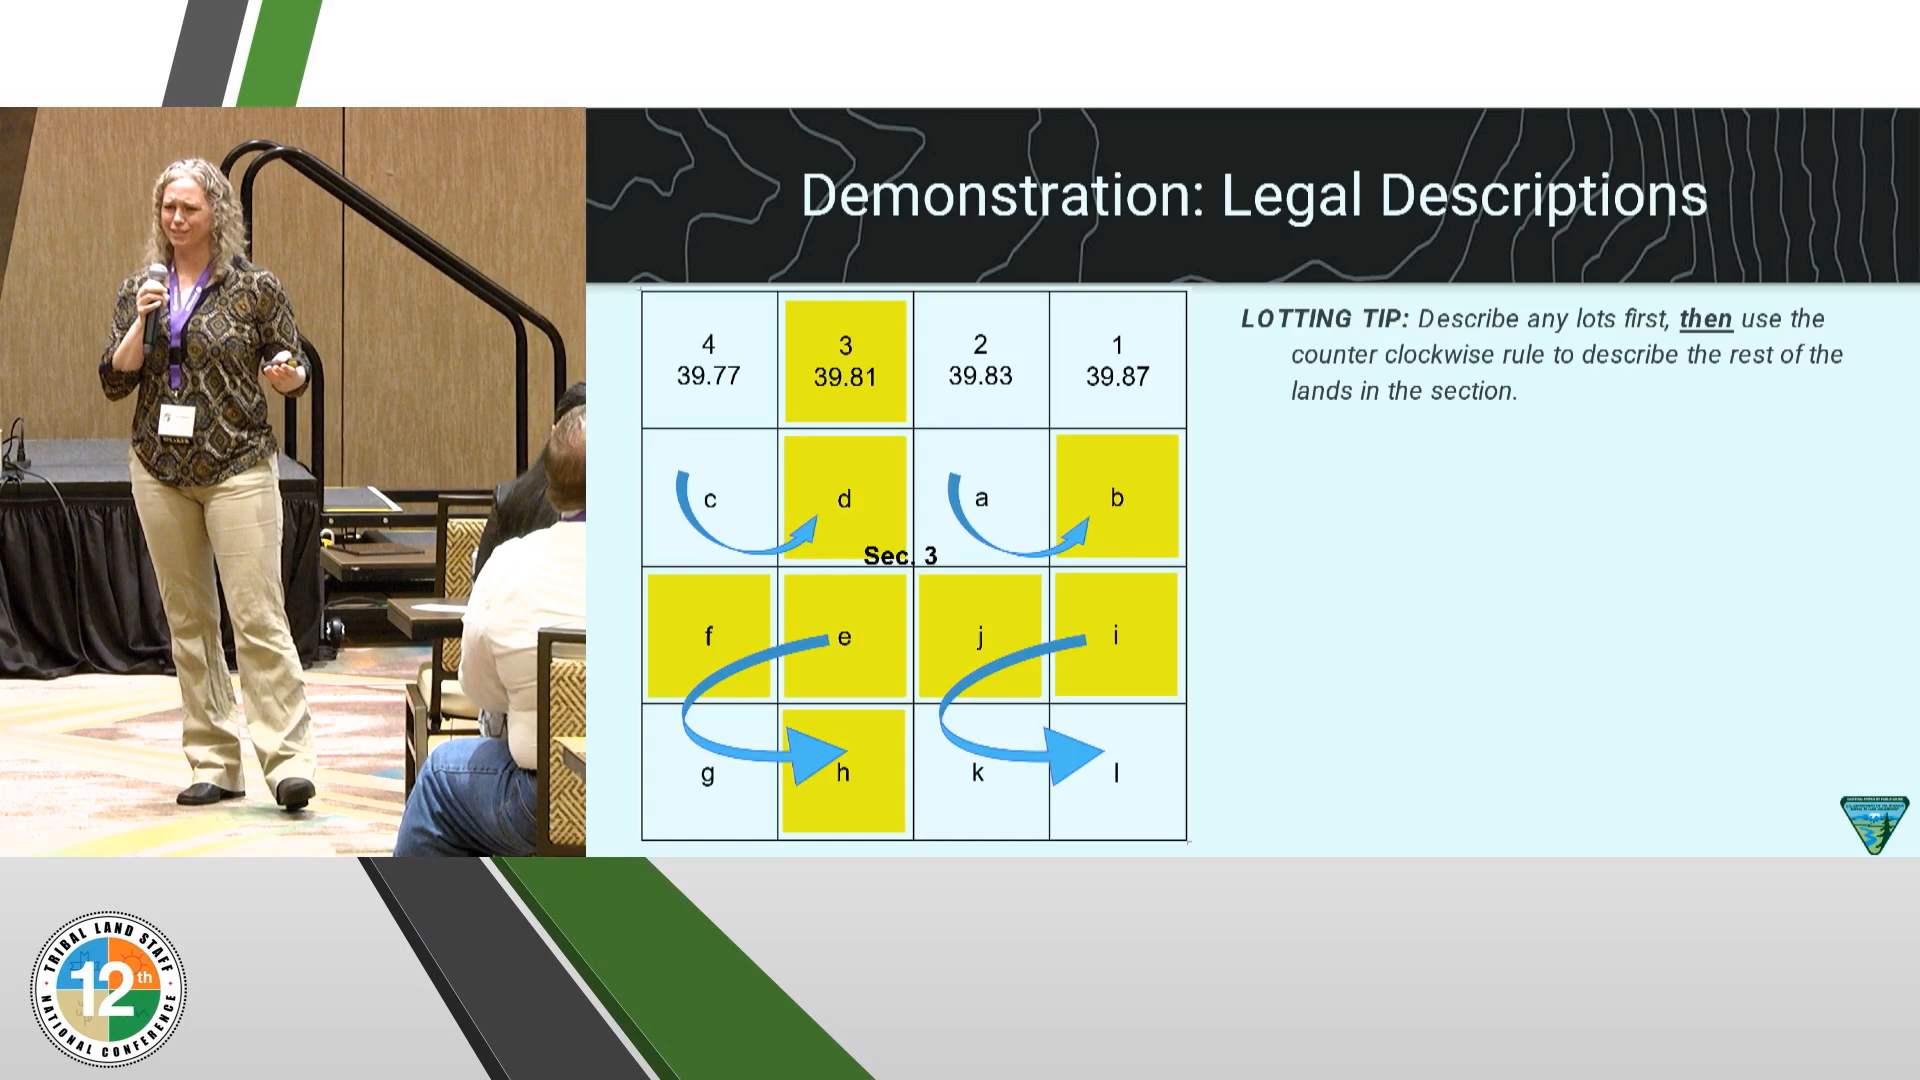 Demonstration: Legal Descriptions
4
39.77
3
39.81
2
39.83
1
39.87
c
d
a
b
Sec. 3
f
e
j
i
g
h
k
l
LOTTING TIP: Describe any lots first, then use the
counter clockwise rule to describe the rest of the
lands in the section.
SPEAKER
TRIBAL LAND STAFF
12th
NATIONAL CONFERENCE